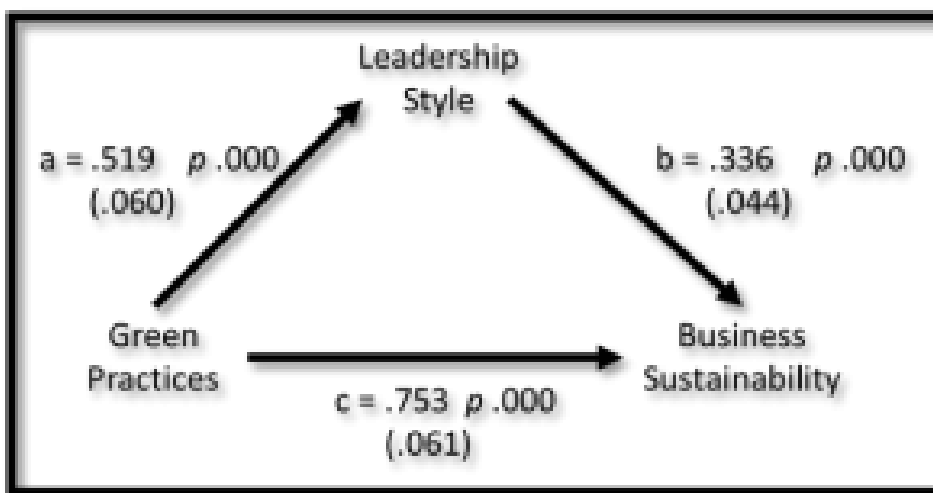 Leadership
Style
a = .519 p .000
(.060)
b = .336 p .000
(.044)
Green
Practices
Business
Sustainability
c = .753 p .000
(.061)